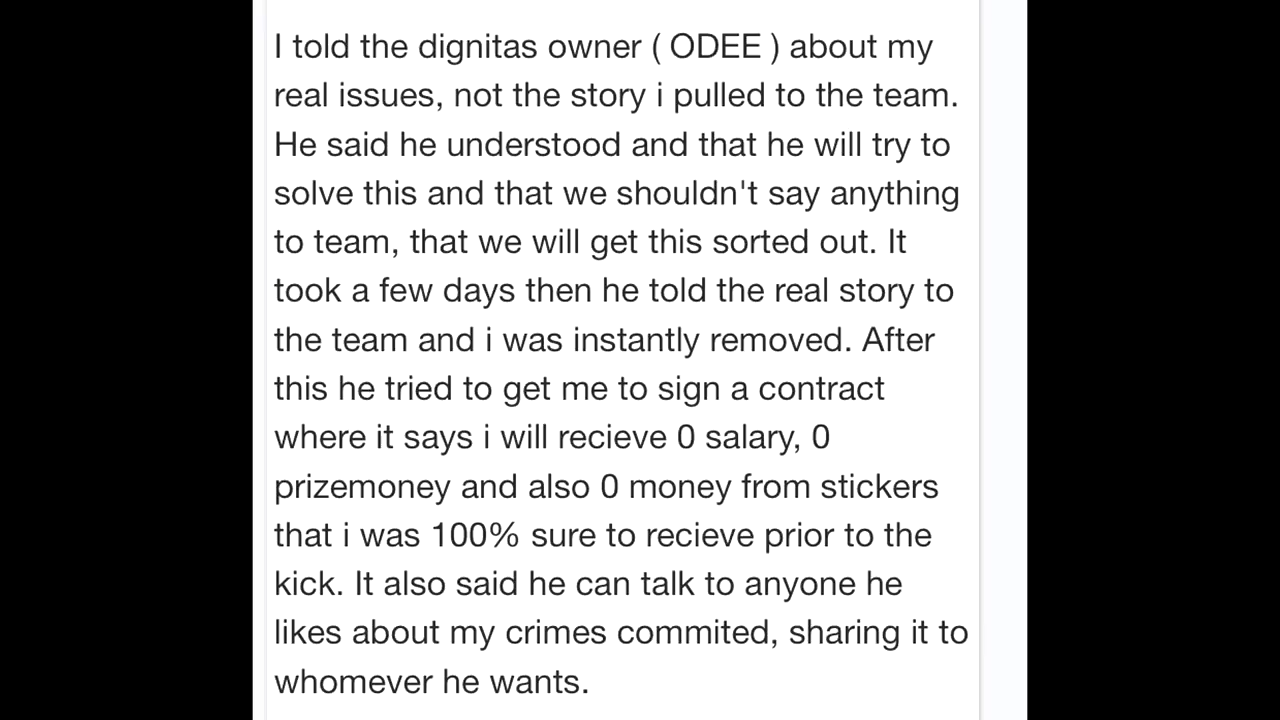 I told the dignitas owner ( ODEE ) about my
real issues, not the story i pulled to the team.
He said he understood and that he will try to
solve this and that we shouldn't say anything
to team, that we will get this sorted out. It
took a few days then he told the real story to
the team and i was instantly removed. After
this he tried to get me to sign a contract
where it says i will recieve 0 salary, 0
prizemoney and also 0 money from stickers
that i was 100% sure to recieve prior to the
kick. It also said he can talk to anyone he
likes about my crimes commited, sharing it to
whomever he wants.